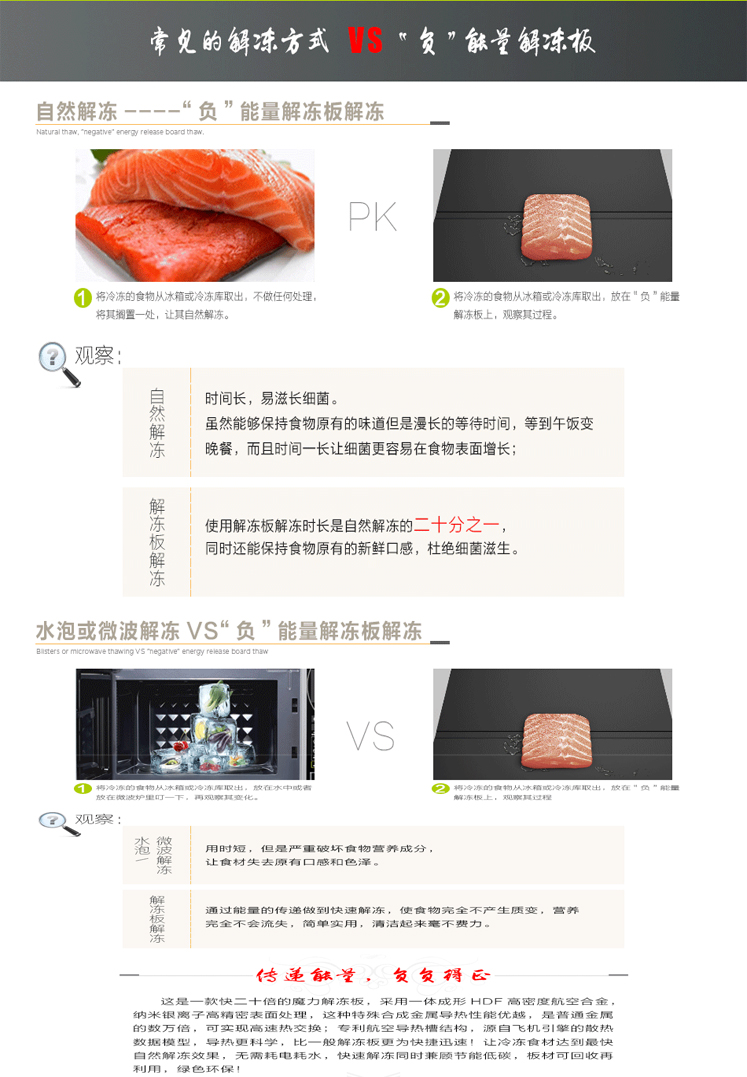 常见的解冻方式 VS “负”能量解冻板
自然解冻 ----“负”能量解冻板解冻
Natural thaw, "negative" energy release board thaw.
PK
1 将冷冻的食物从冰箱或冷冻库取出，不做任何处理，
将其搁置一处，让其自然解冻。
2 将冷冻的食物从冰箱或冷冻库取出，放在“负”能量
解冻板上，观察其过程。
? 观察：
自然解冻
时间长，易滋长细菌。
虽然能够保持食物原有的味道但是漫长的等待时间，等到午饭变
晚餐，而且时间一长让细菌更容易在食物表面增长；
解冻板解冻
使用解冻板解冻时长是自然解冻的二十分之一，
同时还能保持食物原有的新鲜口感，杜绝细菌滋生。
水泡或微波解冻 VS“负”能量解冻板解冻
Blisters or microwave thawing VS "negative" energy release board thaw
VS
1 将冷冻的食物从冰箱或冷冻库取出，放在水中或者
放在微波炉里叮一下，再观察其变化。
2 将冷冻的食物从冰箱或冷冻库取出，放在“负”能量
解冻板上，观察其过程
? 观察：
水泡/
微波解冻
用时短，但是严重破坏食物营养成分，
让食材失去原有口感和色泽。
解冻板解冻
通过能量的传递做到快速解冻，使食物完全不产生质变，营养
完全不会流失，简单实用，清洁起来毫不费力。
传递能量，负负得正
这是一款快二十倍的魔力解冻板，采用一体成形 HDF 高密度航空合金，
纳米银离子高精密表面处理，这种特殊合成金属导热性能优越，是普通金属
的数万倍，可实现高速热交换；专利航空导热槽结构，源自飞机引擎的散热
数据模型，导热更科学，比一般解冻板更为快捷迅速！让冷冻食材达到最快
自然解冻效果，无需耗电耗水，快速解冻同时兼顾节能低碳，板材可回收再
利用，绿色环保！